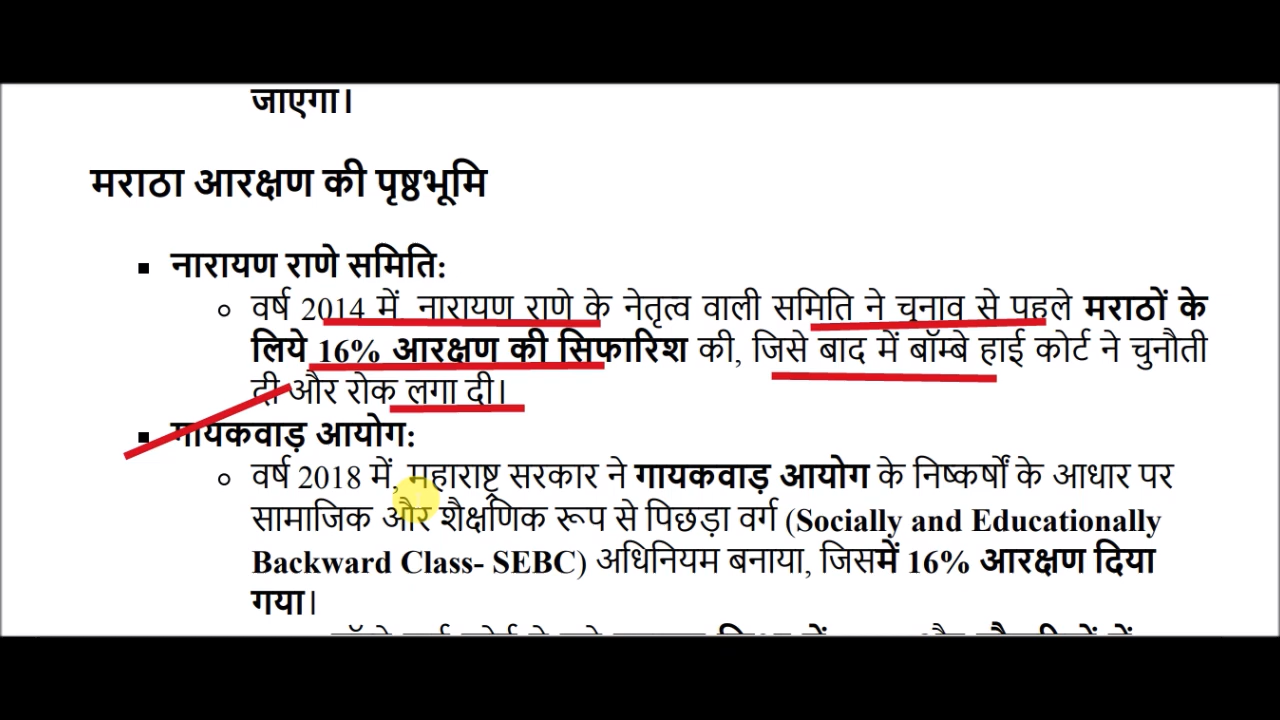 जाएगा।
मराठा आरक्षण की पृष्ठभूमि
▪ नारायण राणे समिति:
○ वर्ष 2014 में, नारायण राणे के नेतृत्व वाली समिति ने चुनाव से पहले मराठों के
लिये 16% आरक्षण की सिफारिश की, जिसे बाद में बॉम्बे हाई कोर्ट ने चुनौती
दी और रोक लगा दी।
▪ गायकवाड़ आयोग:
○ वर्ष 2018 में, महाराष्ट्र सरकार ने गायकवाड़ आयोग के निष्कर्षों के आधार पर
सामाजिक और शैक्षणिक रूप से पिछड़ा वर्ग (Socially and Educationally
Backward Class- SEBC) अधिनियम बनाया, जिसमें 16% आरक्षण दिया
गया।